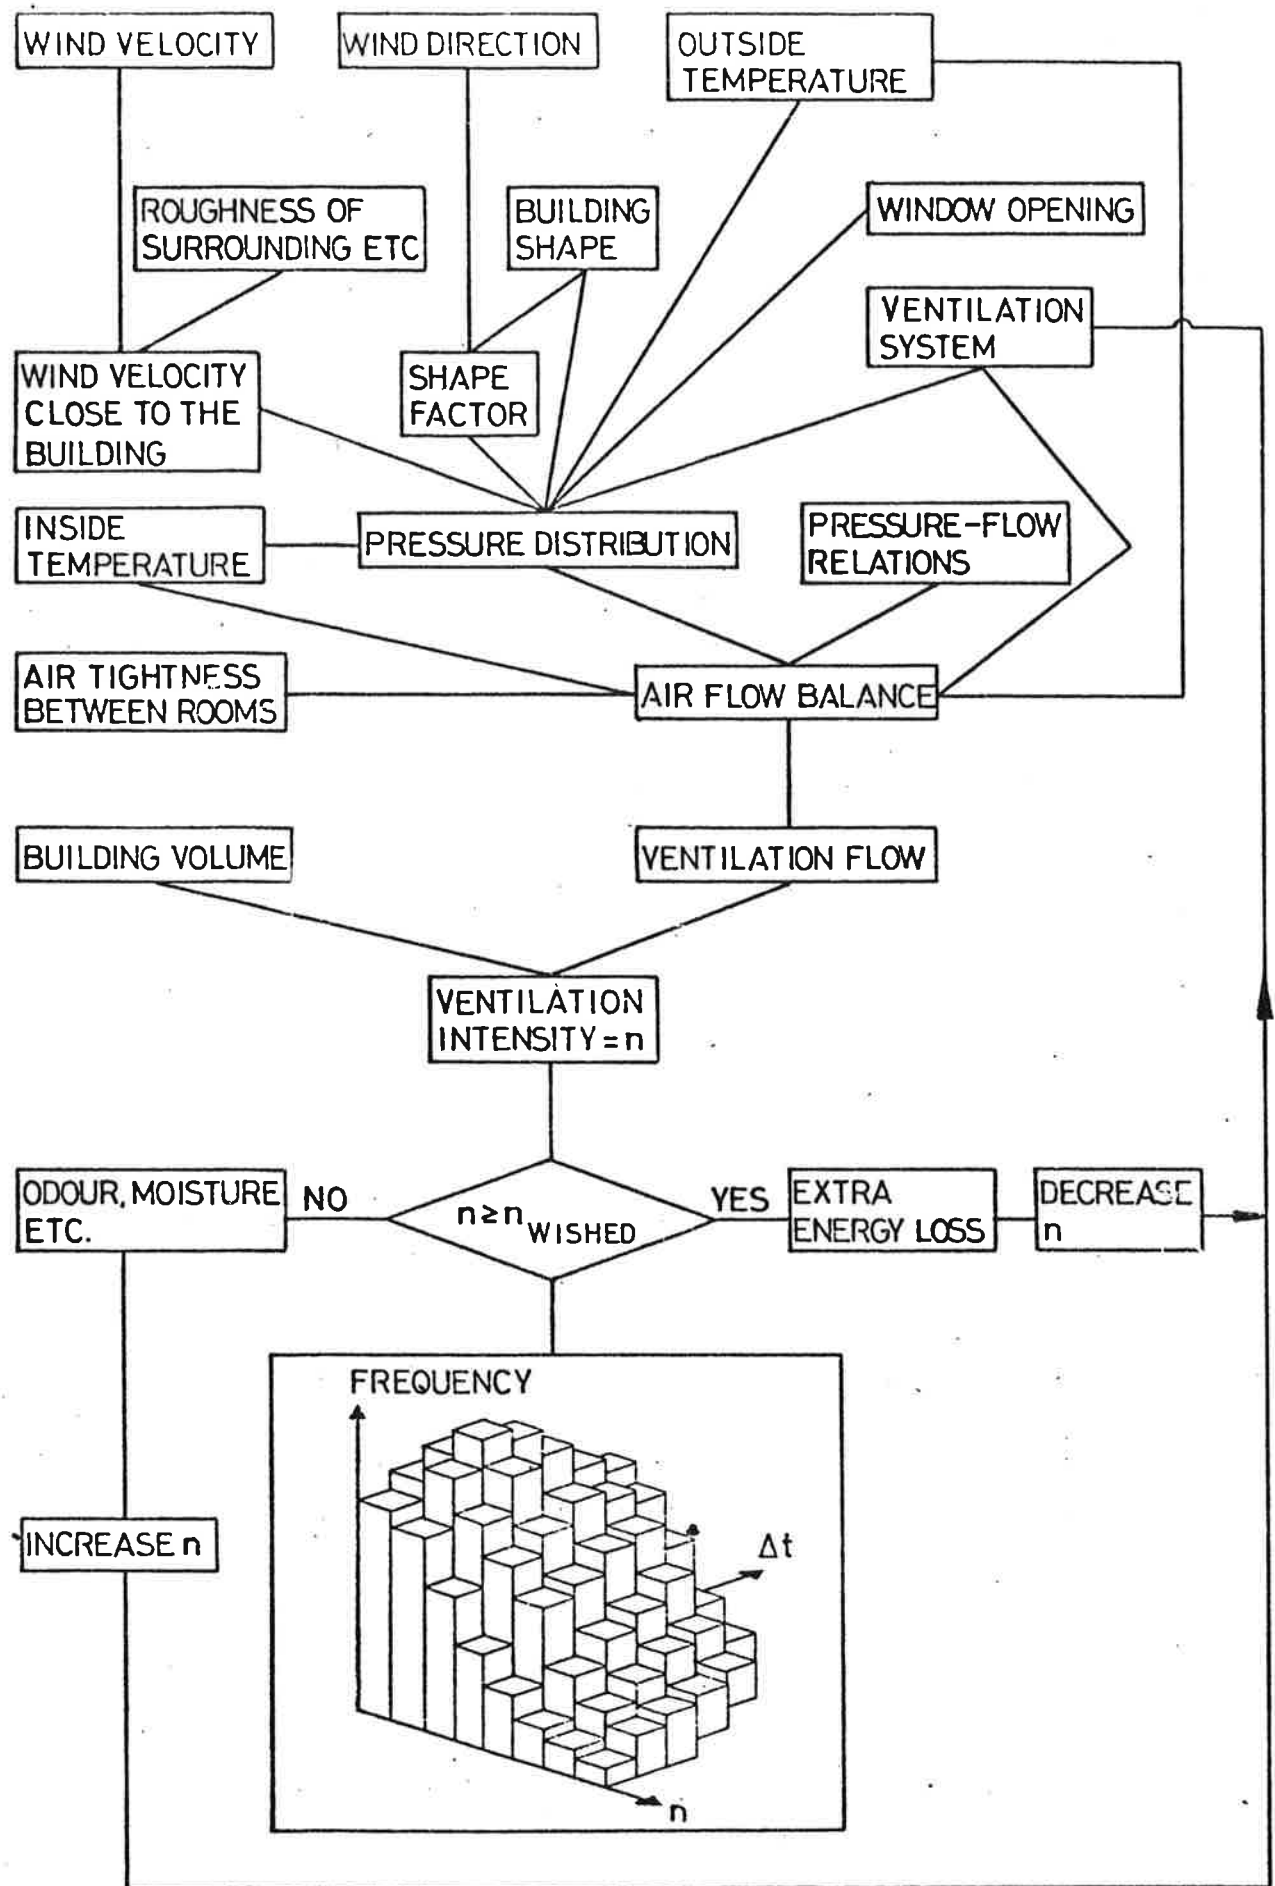 WIND VELOCITY
WIND DIRECTION
OUTSIDE
TEMPERATURE
ROUGHNESS OF
SURROUNDING ETC
BUILDING
SHAPE
WINDOW OPENING
VENTILATION
SYSTEM
WIND VELOCITY
CLOSE TO THE
BUILDING
SHAPE
FACTOR
INSIDE
TEMPERATURE
PRESSURE DISTRIBUTION
PRESSURE-FLOW
RELATIONS
AIR TIGHTNESS
BETWEEN ROOMS
AIR FLOW BALANCE
BUILDING VOLUME
VENTILATION FLOW
VENTILATION
INTENSITY = n
ODOUR, MOISTURE
ETC.
NO
n ≥ n WISHED
YES
EXTRA
ENERGY LOSS
DECREASE
n
FREQUENCY
Δt
n
INCREASE n